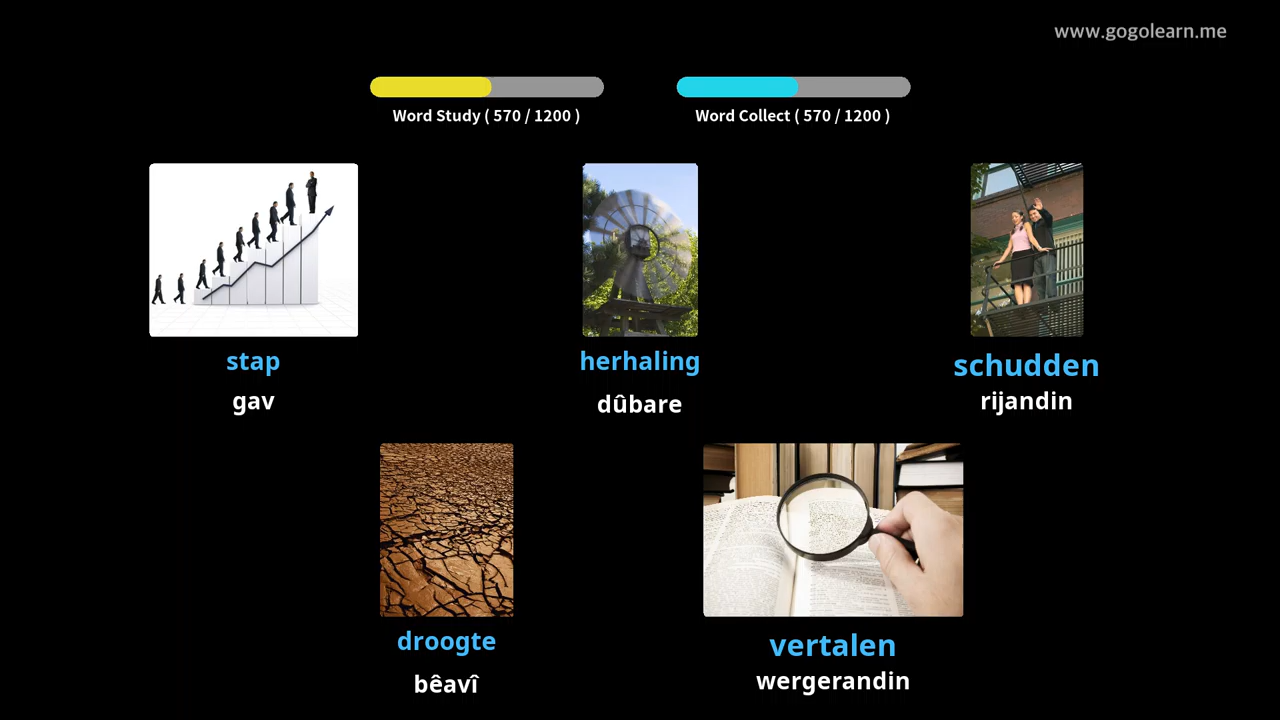 www.gogolearn.me
Word Study ( 570 / 1200 )
Word Collect ( 570 / 1200 )
stap
gav
herhaling
dûbare
schudden
rijandin
droogte
bêavî
vertalen
wergerandin